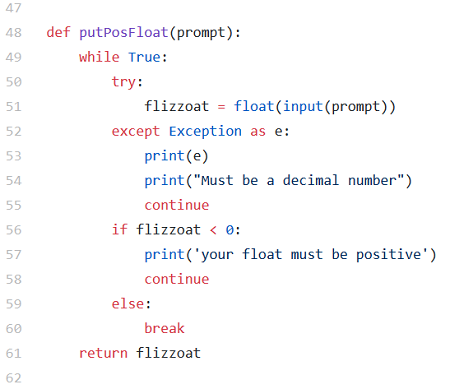 47
48 def putPosFloat(prompt):
49     while True:
50         try:
51             flizzoat = float(input(prompt))
52         except Exception as e:
53             print(e)
54             print("Must be a decimal number")
55             continue
56         if flizzoat < 0:
57             print('your float must be positive')
58             continue
59         else:
60             break
61     return flizzoat
62